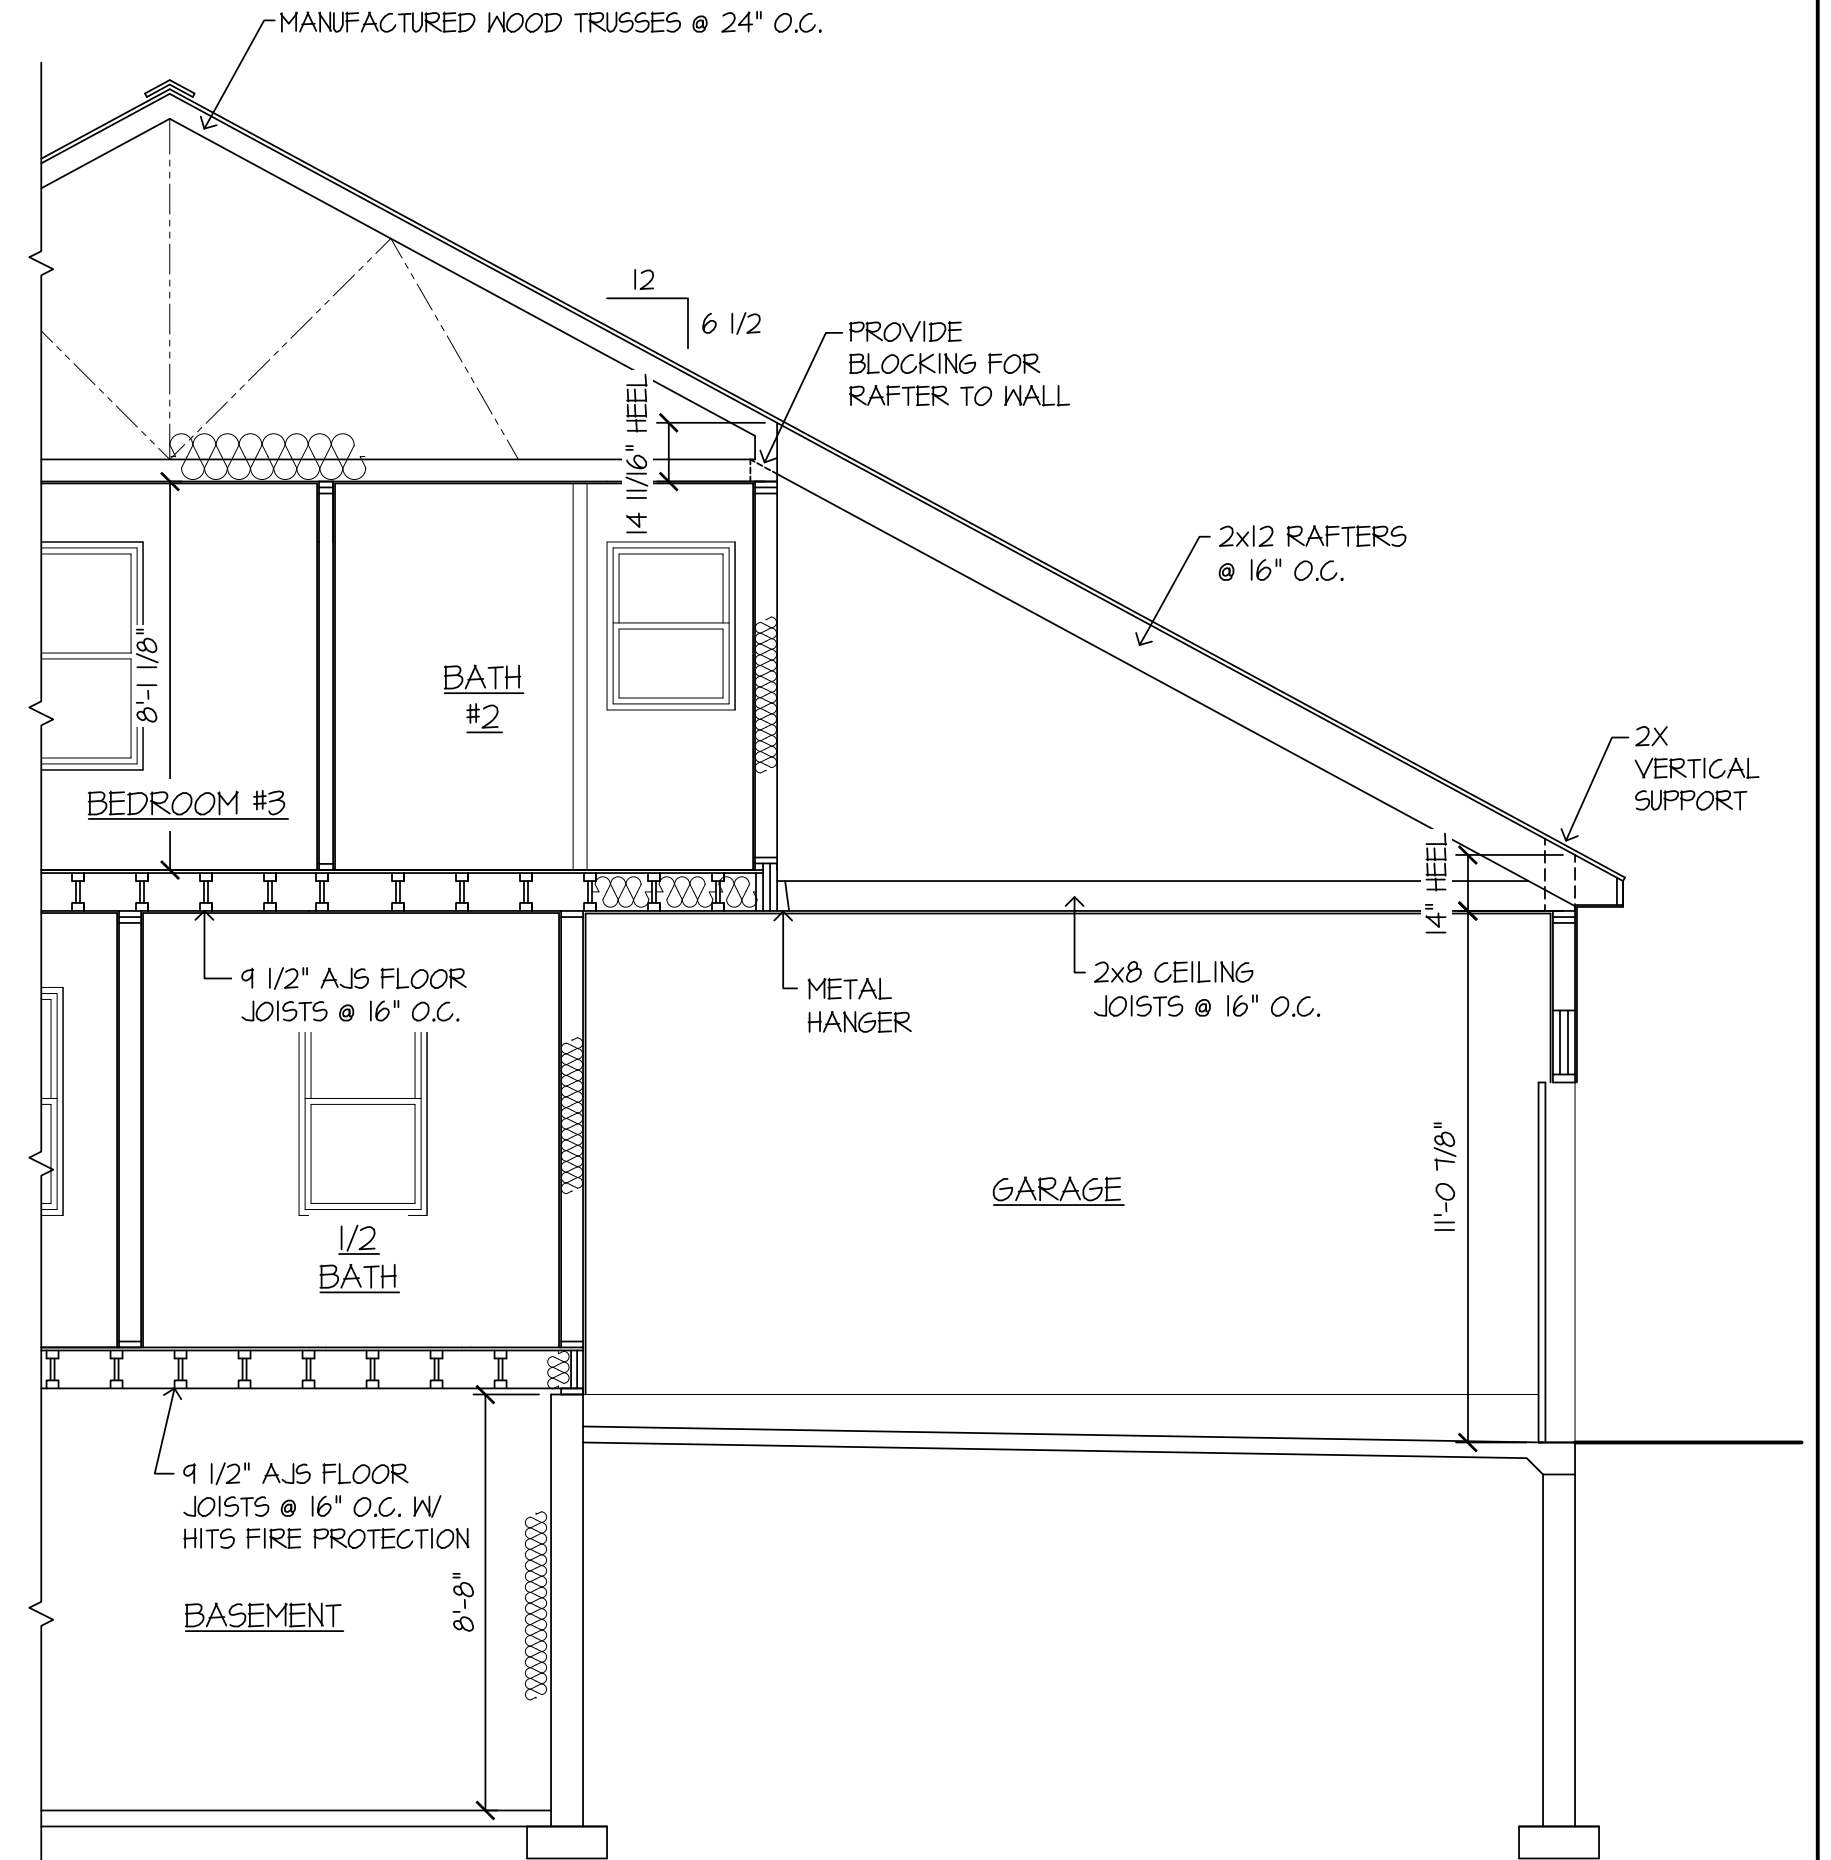 MANUFACTURED WOOD TRUSSES @ 24" O.C.
12
6 1/2
PROVIDE
BLOCKING FOR
RAFTER TO WALL
14 11/16" HEEL
2x12 RAFTERS
@ 16" O.C.
8'-1 1/8"
BATH
#2
BEDROOM #3
2X
VERTICAL
SUPPORT
14" HEEL
9 1/2" AJS FLOOR
JOISTS @ 16" O.C.
METAL
HANGER
2x8 CEILING
JOISTS @ 16" O.C.
11'-0 7/8"
GARAGE
1/2
BATH
9 1/2" AJS FLOOR
JOISTS @ 16" O.C. W/
HITS FIRE PROTECTION
8'-8"
BASEMENT